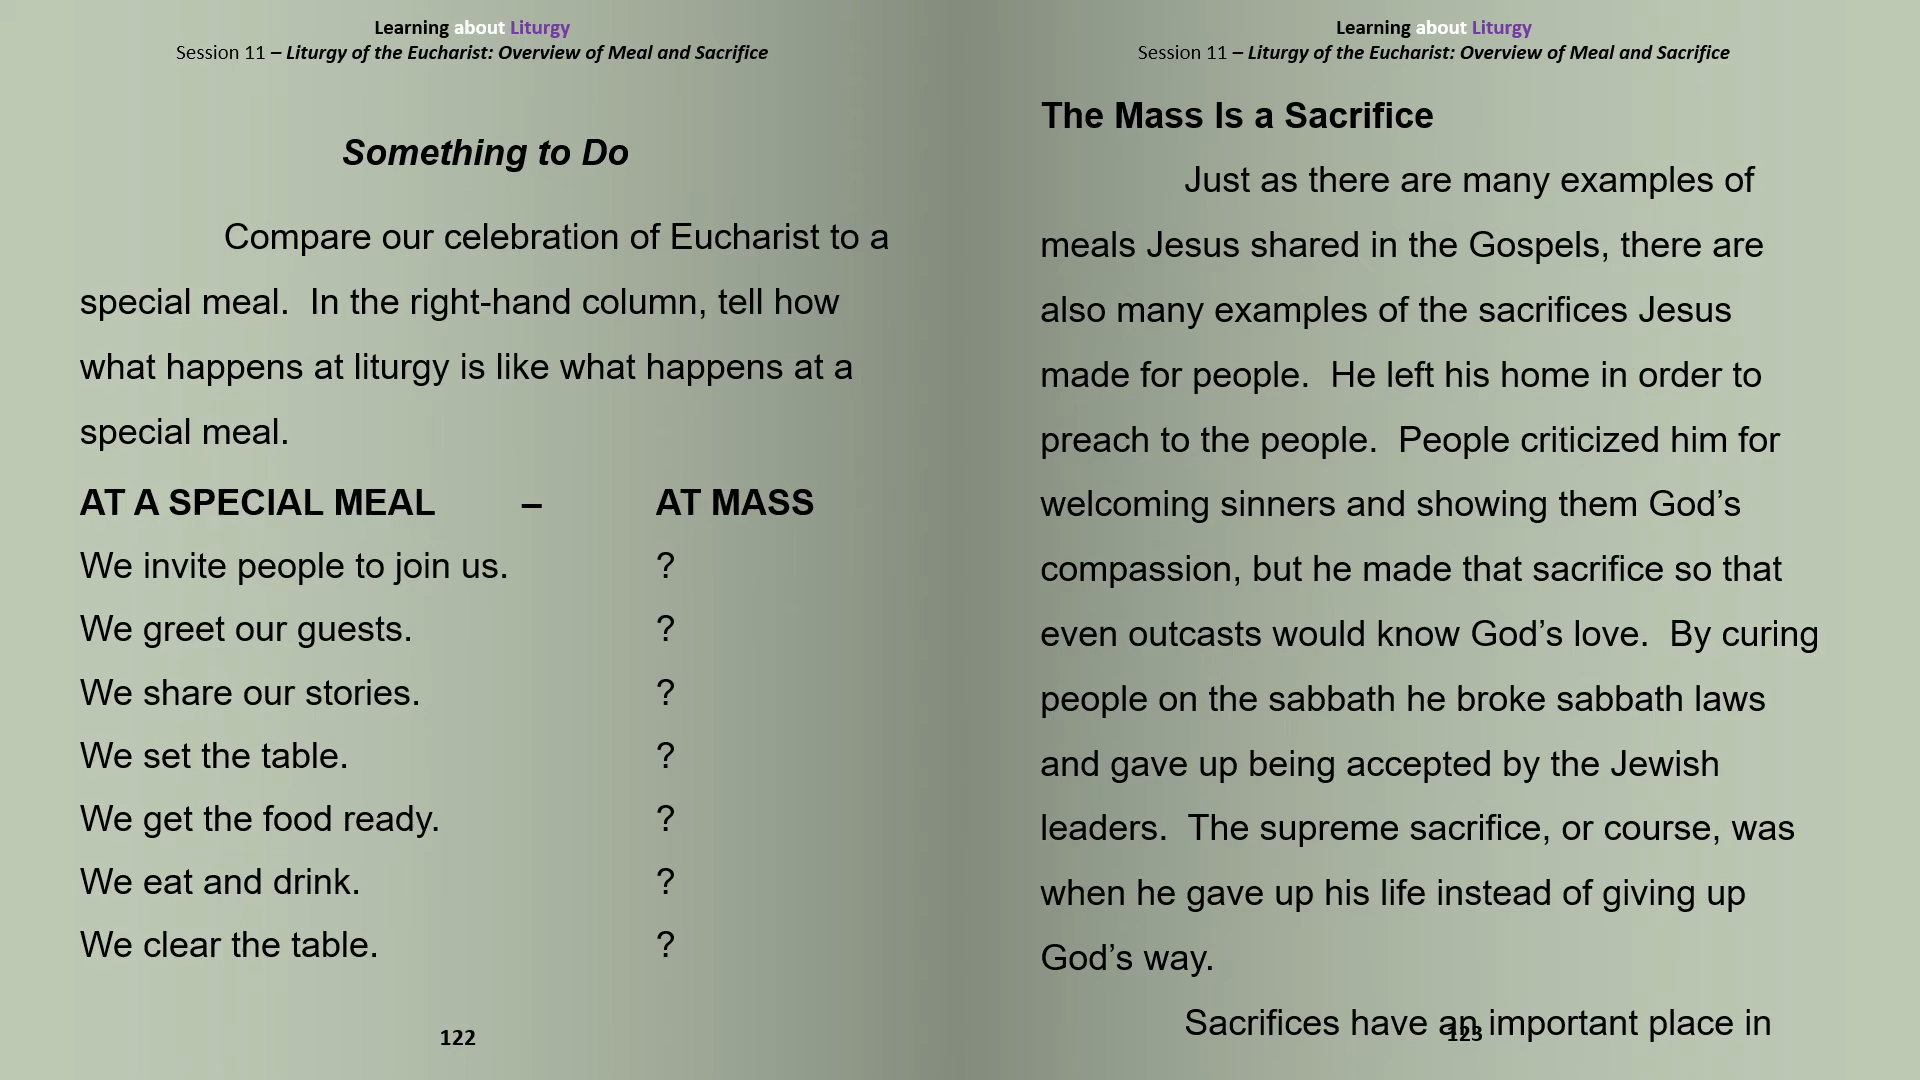 Learning about Liturgy
Session 11 – Liturgy of the Eucharist: Overview of Meal and Sacrifice
Something to Do
Compare our celebration of Eucharist to a
special meal.  In the right-hand column, tell how
what happens at liturgy is like what happens at a
special meal.
AT A SPECIAL MEAL – AT MASS
We invite people to join us. ?
We greet our guests. ?
We share our stories. ?
We set the table. ?
We get the food ready. ?
We eat and drink. ?
We clear the table. ?
122
Learning about Liturgy
Session 11 – Liturgy of the Eucharist: Overview of Meal and Sacrifice
The Mass Is a Sacrifice
Just as there are many examples of
meals Jesus shared in the Gospels, there are
also many examples of the sacrifices Jesus
made for people.  He left his home in order to
preach to the people.  People criticized him for
welcoming sinners and showing them God’s
compassion, but he made that sacrifice so that
even outcasts would know God’s love.  By curing
people on the sabbath he broke sabbath laws
and gave up being accepted by the Jewish
leaders.  The supreme sacrifice, or course, was
when he gave up his life instead of giving up
God’s way.
Sacrifices have an important place in
123